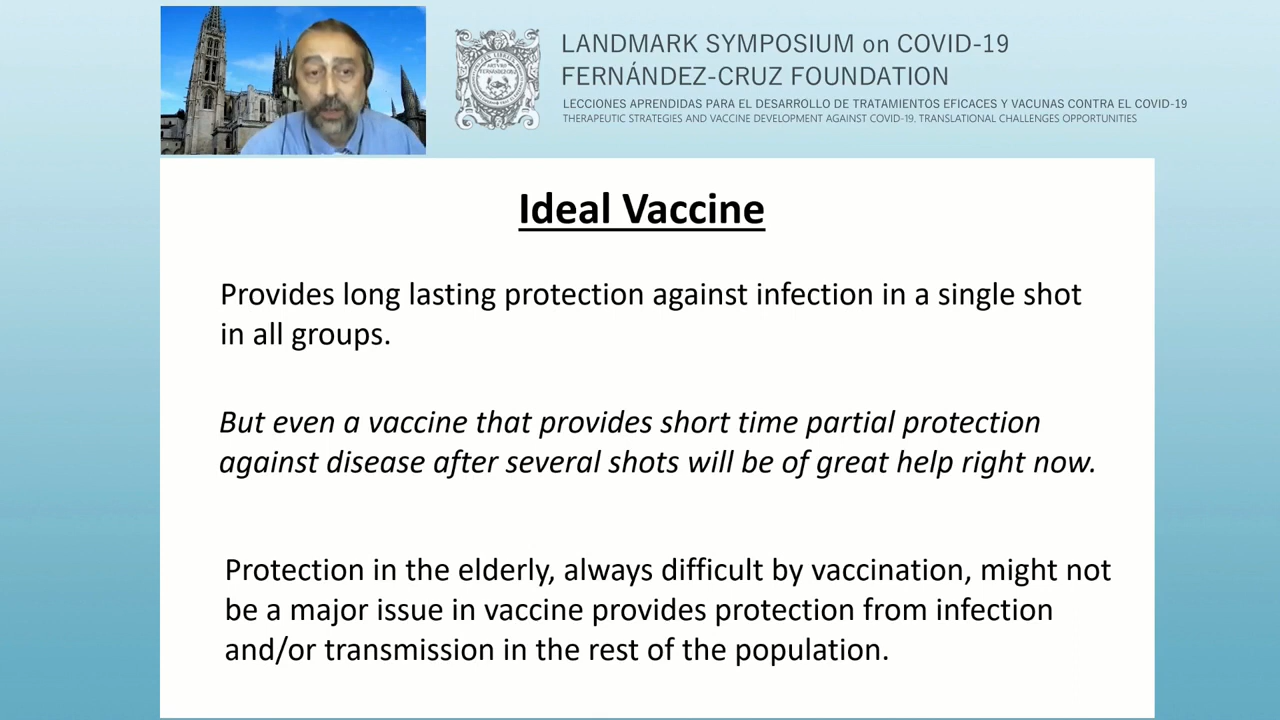 LANDMARK SYMPOSIUM on COVID-19
FERNÁNDEZ-CRUZ FOUNDATION
LECCIONES APRENDIDAS PARA EL DESARROLLO DE TRATAMIENTOS EFICACES Y VACUNAS CONTRA EL COVID-19
THERAPEUTIC STRATEGIES AND VACCINE DEVELOPMENT AGAINST COVID-19. TRANSLATIONAL CHALLENGES OPPORTUNITIES
Ideal Vaccine
Provides long lasting protection against infection in a single shot
in all groups.
But even a vaccine that provides short time partial protection
against disease after several shots will be of great help right now.
Protection in the elderly, always difficult by vaccination, might not
be a major issue in vaccine provides protection from infection
and/or transmission in the rest of the population.